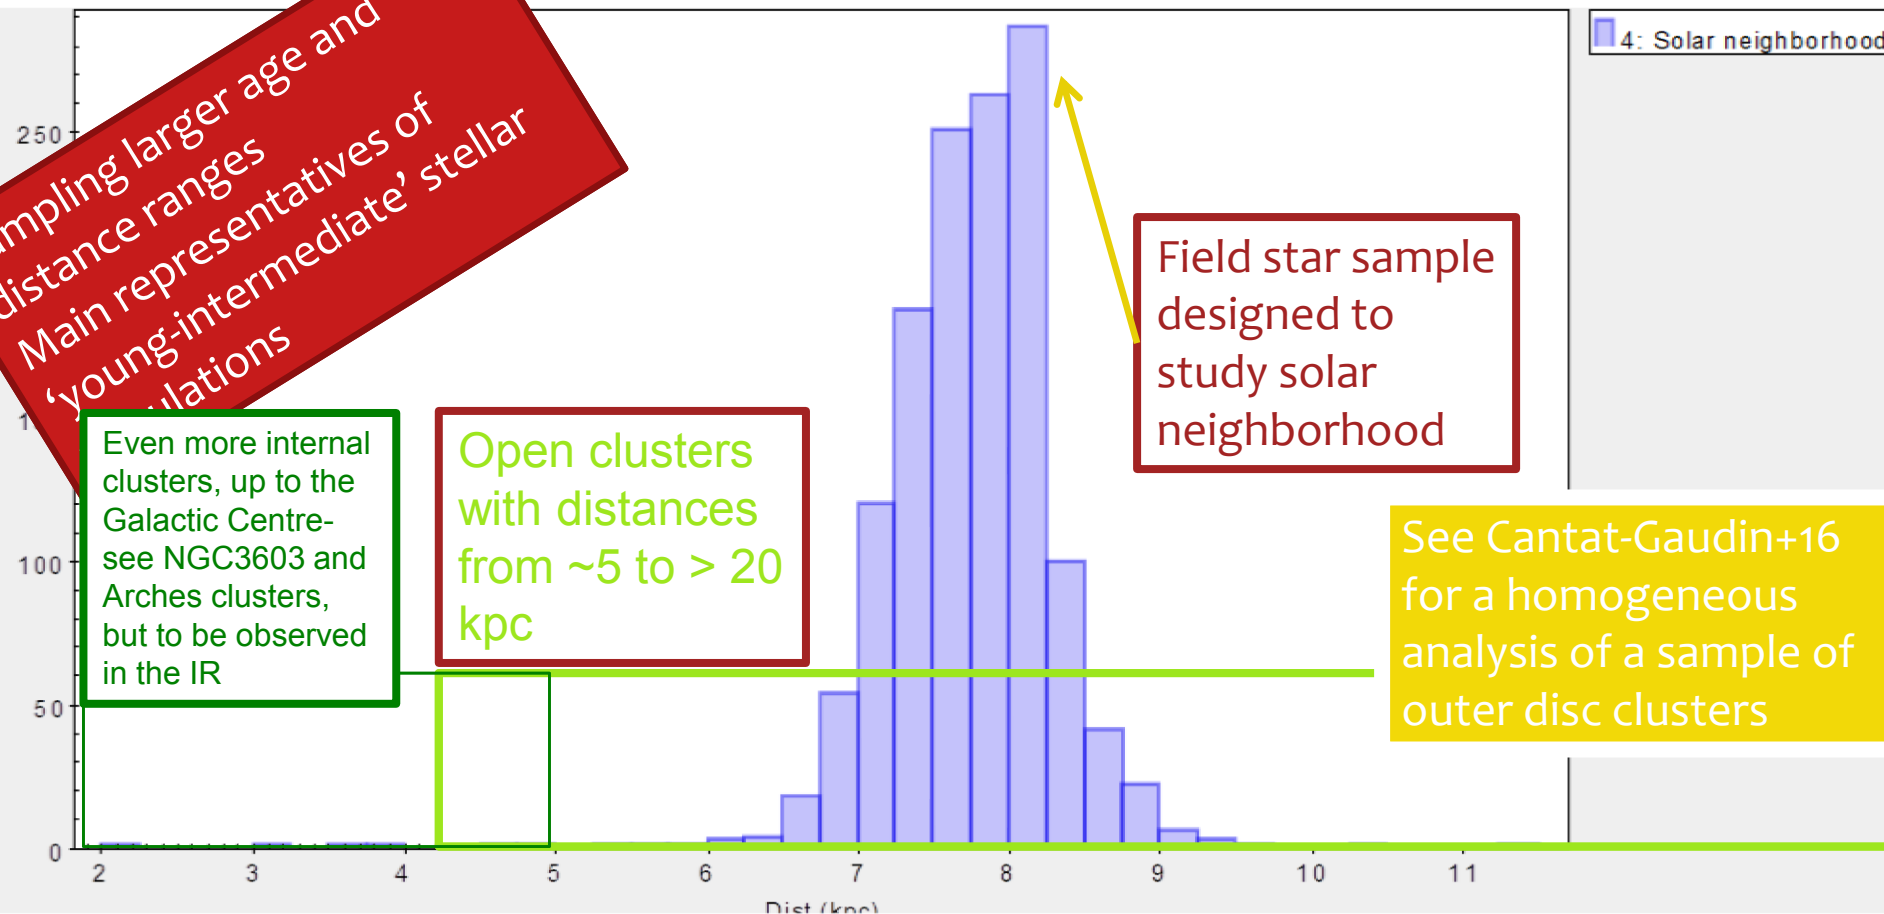 distance ranges
larger age and
Main representatives of
‘young-intermediate’ stellar
4: Solar neighborhood
250
Field star sample
designed to
study solar
neighborhood
Even more internal
clusters, up to the
Galactic Centre-
see NGC3603 and
Arches clusters,
but to be observed
in the IR
Open clusters
with distances
from ~5 to > 20
kpc
See Cantat-Gaudin+16
for a homogeneous
analysis of a sample of
outer disc clusters
100
50
0
2 3 4 5 6 7 8 9 10 11
Dist (kpc)